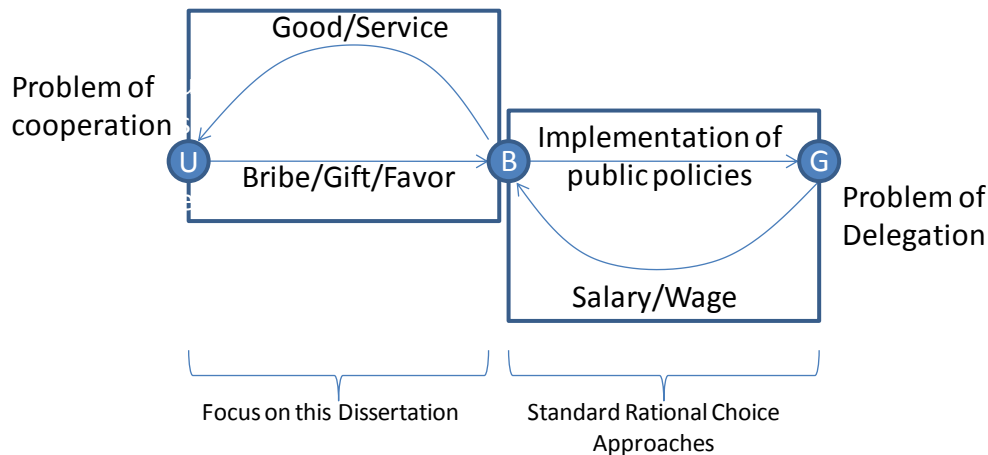 Good/Service
Problem of
cooperation
U
Bribe/Gift/Favor
B
Implementation of
public policies
G
Problem of
Delegation
Salary/Wage
Focus on this Dissertation
Standard Rational Choice
Approaches